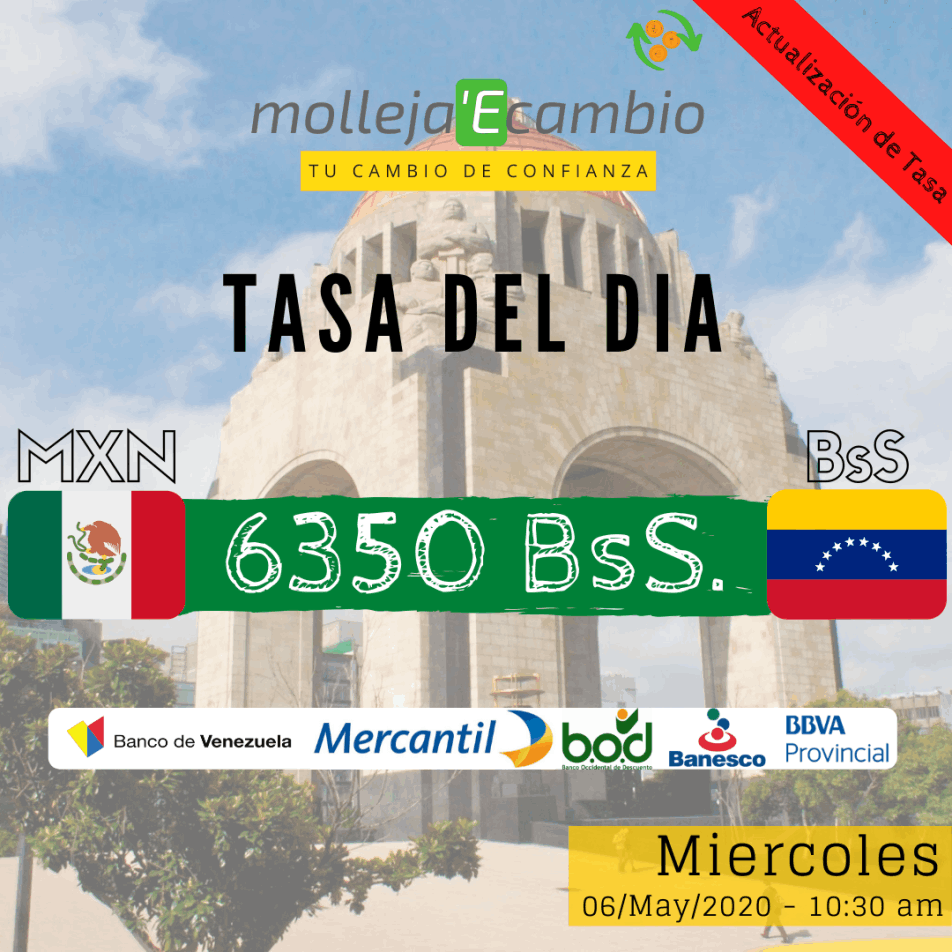 Actualización de Tasa
molleja'Ecambio
TU CAMBIO DE CONFIANZA
TASA DEL DIA
MXN
BsS
6350 BsS.
Banco de Venezuela
Mercantil
b.o.d
Banco Occidental de Descuento
Banesco
BBVA
Provincial
Miercoles
06/May/2020 - 10:30 am